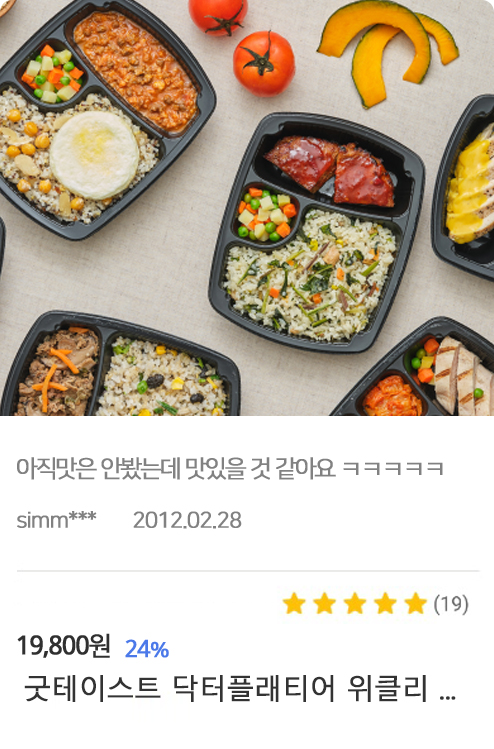 아직맛은 안봤는데 맛있을 것 같아요 ㅋㅋㅋㅋㅋ
simm*** 2012.02.28
(19)
19,800원 24%
굿테이스트 닥터플래티어 위클리 ...